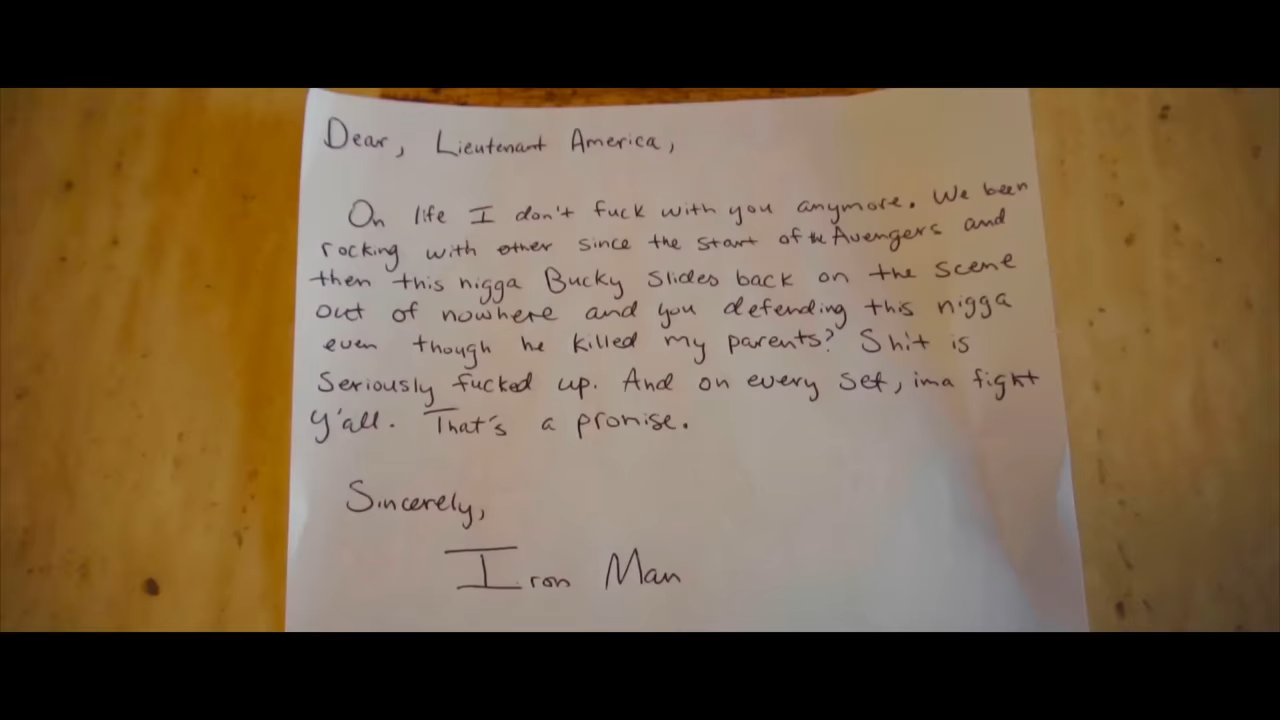 Dear, Lieutenant America,
On life I don't fuck with you anymore. We been
rocking with other since the start of the Avengers and
then this nigga Bucky slides back on the scene
out of nowhere and you defending this nigga
even though he killed my parents? Shit is
seriously fucked up. And on every set, ima fight
y'all. That's a promise.
Sincerely,
Iron Man